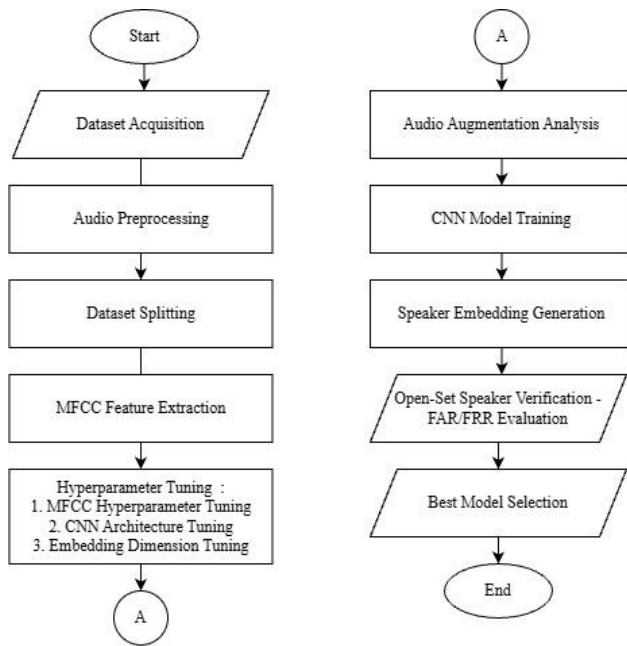 Start
Dataset Acquisition
Audio Preprocessing
Dataset Splitting
MFCC Feature Extraction
Hyperparameter Tuning :
1. MFCC Hyperparameter Tuning
2. CNN Architecture Tuning
3. Embedding Dimension Tuning
A
A
Audio Augmentation Analysis
CNN Model Training
Speaker Embedding Generation
Open-Set Speaker Verification -
FAR/FRR Evaluation
Best Model Selection
End